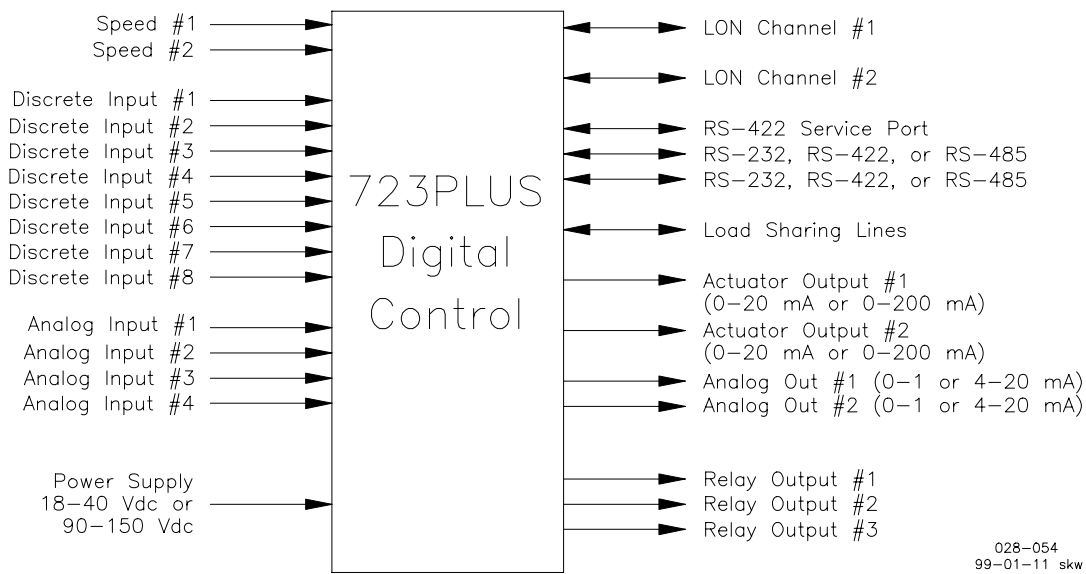 Speed #1
Speed #2
Discrete Input #1
Discrete Input #2
Discrete Input #3
Discrete Input #4
Discrete Input #5
Discrete Input #6
Discrete Input #7
Discrete Input #8
Analog Input #1
Analog Input #2
Analog Input #3
Analog Input #4
Power Supply
18-40 Vdc or
90-150 Vdc
723PLUS
Digital
Control
LON Channel #1
LON Channel #2
RS-422 Service Port
RS-232, RS-422, or RS-485
RS-232, RS-422, or RS-485
Load Sharing Lines
Actuator Output #1
(0-20 mA or 0-200 mA)
Actuator Output #2
(0-20 mA or 0-200 mA)
Analog Out #1 (0-1 or 4-20 mA)
Analog Out #2 (0-1 or 4-20 mA)
Relay Output #1
Relay Output #2
Relay Output #3
028-054
99-01-11 skw